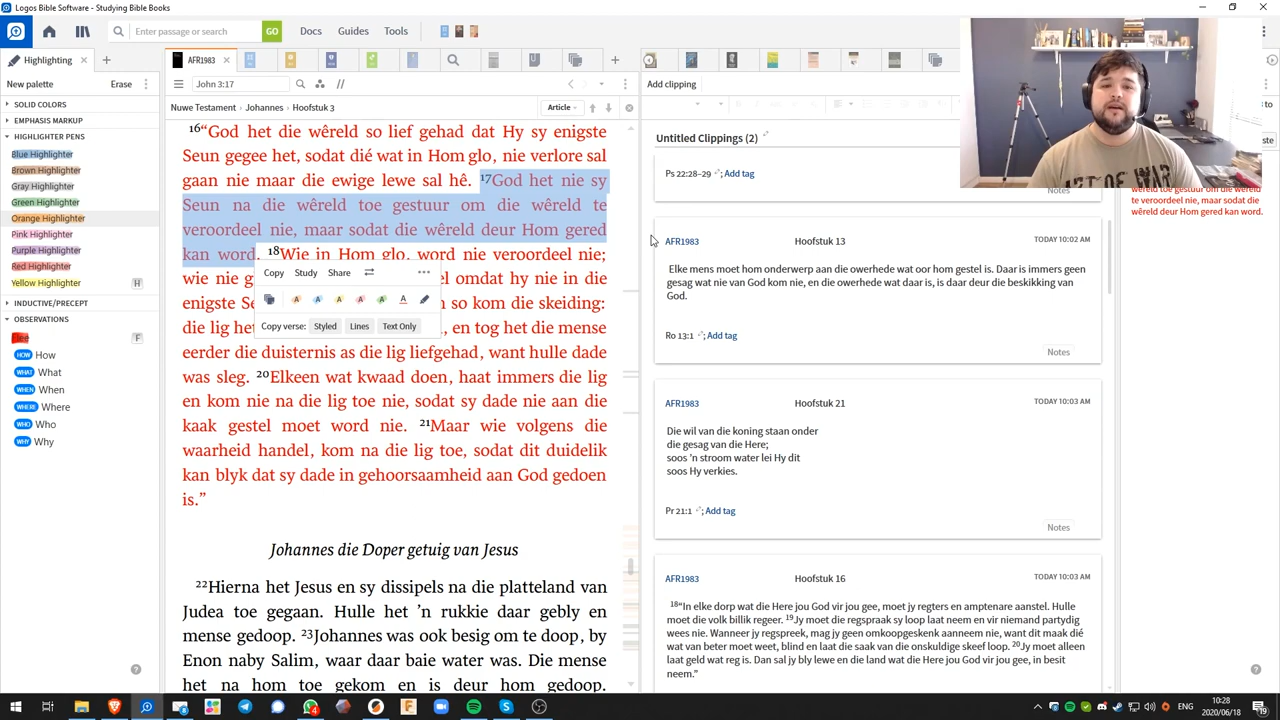 Logos Bible Software - Studying Bible Books
Enter passage or search
GO
Docs
Guides
Tools
Highlighting
AFR1983
New palette
Erase
John 3:17
Add clipping
SOLID COLORS
EMPHASIS MARKUP
HIGHLIGHTER PENS
Blue Highlighter
Brown Highlighter
Gray Highlighter
Green Highlighter
Orange Highlighter
Pink Highlighter
Purple Highlighter
Red Highlighter
Yellow Highlighter
H
INDUCTIVE/PRECEPT
OBSERVATIONS
F
HOW How
WHAT What
WHEN When
WHERE Where
WHO Who
WHY Why
Nuwe Testament
Johannes
Hoofstuk 3
Article
16“God het die wêreld so lief gehad dat Hy sy enigste
Seun gegee het, sodat dié wat in Hom glo, nie verlore sal
gaan nie maar die ewige lewe sal hê. 17God het nie sy
Seun na die wêreld toe gestuur om die wêreld te
veroordeel nie, maar sodat die wêreld deur Hom gered
kan word. 18Wie in Hom glo, word nie veroordeel nie;
wie nie g
el omdat hy nie in die
enigste Se
n so kom die skeiding:
die lig het
, en tog het die mense
eerder die duisternis as die lig liefgehad, want hulle dade
was sleg. 20Elkeen wat kwaad doen, haat immers die lig
en kom nie na die lig toe nie, sodat sy dade nie aan die
kaak gestel moet word nie. 21Maar wie volgens die
waarheid handel, kom na die lig toe, sodat dit duidelik
kan blyk dat sy dade in gehoorsaamheid aan God gedoen
is.”
Johannes die Doper getuig van Jesus
22Hierna het Jesus en sy dissipels na die platteland van
Judea toe gegaan. Hulle het ’n rukkie daar gebly en
mense gedoop. 23Johannes was ook besig om te doop, by
Enon naby Salim, waar daar baie water was. Die mense
het na hom toe gekom en is deur hom gedoop.
Copy
Study
Share
Copy verse:
Styled
Lines
Text Only
Untitled Clippings (2)
Ps 22:28–29
; Add tag
Notes
AFR1983
Hoofstuk 13
TODAY 10:02 AM
Elke mens moet hom onderwerp aan die owerhede wat oor hom gestel is. Daar is immers geen
gesag wat nie van God kom nie, en die owerhede wat daar is, is daar deur die beskikking van
God.
Ro 13:1
; Add tag
Notes
AFR1983
Hoofstuk 21
TODAY 10:03 AM
Die wil van die koning staan onder
die gesag van die Here;
soos 'n stroom water lei Hy dit
soos Hy verkies.
Pr 21:1
; Add tag
Notes
AFR1983
Hoofstuk 16
TODAY 10:03 AM
18“In elke dorp wat die Here jou God vir jou gee, moet jy regters en amptenare aanstel. Hulle
moet die volk billik regeer. 19Jy moet die regspraak sy loop laat neem en vir niemand partydig
wees nie. Wanneer jy regspreek, mag jy geen omkoopgeskenk aanneem nie, want dit maak dié
wat van beter moet weet, blind en laat die saak van die onskuldige skeef loop. 20Jy moet alleen
laat geld wat reg is. Dan sal jy bly lewe en die land wat die Here jou God vir jou gee, in besit
neem.”
to
ste
te veroordeel nie, maar sodat die
wêreld deur Hom gered kan word.
ENG
10:28
2020/06/18
19